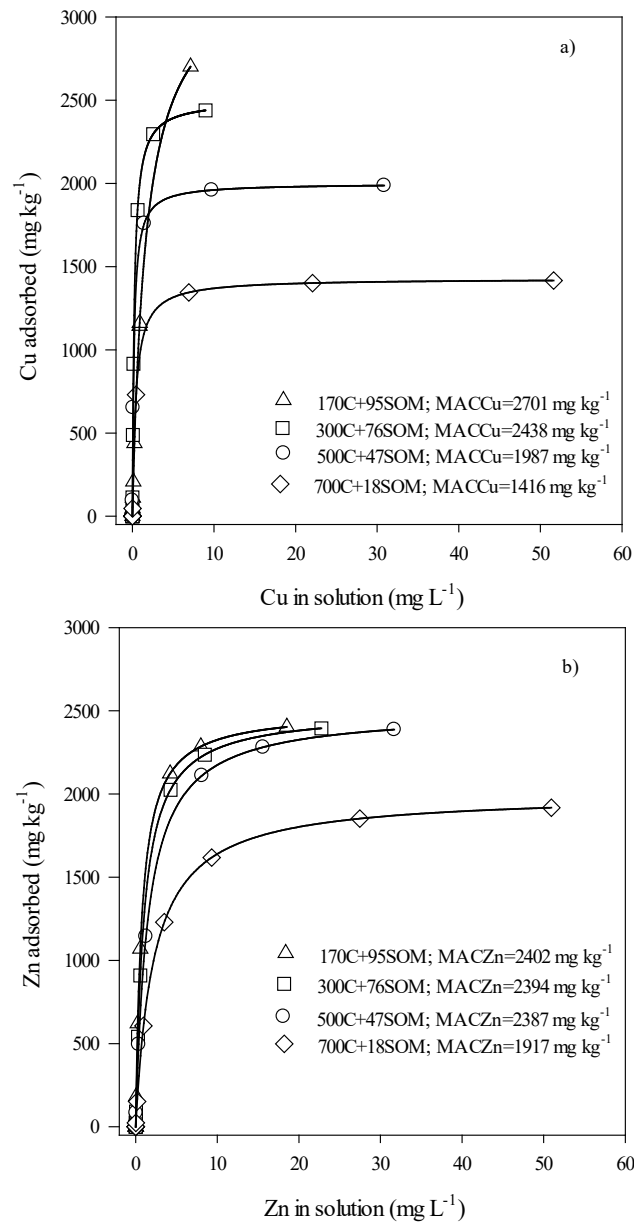 3000
a)
2500
2000
1500
1000
500
0
Cu adsorbed (mg kg⁻¹)
170C+95SOM; MACCu=2701 mg kg⁻¹
300C+76SOM; MACCu=2438 mg kg⁻¹
500C+47SOM; MACCu=1987 mg kg⁻¹
700C+18SOM; MACCu=1416 mg kg⁻¹
0 10 20 30 40 50 60
Cu in solution (mg L⁻¹)
3000
b)
2500
2000
1500
1000
500
0
Zn adsorbed (mg kg⁻¹)
170C+95SOM; MACZn=2402 mg kg⁻¹
300C+76SOM; MACZn=2394 mg kg⁻¹
500C+47SOM; MACZn=2387 mg kg⁻¹
700C+18SOM; MACZn=1917 mg kg⁻¹
0 10 20 30 40 50 60
Zn in solution (mg L⁻¹)